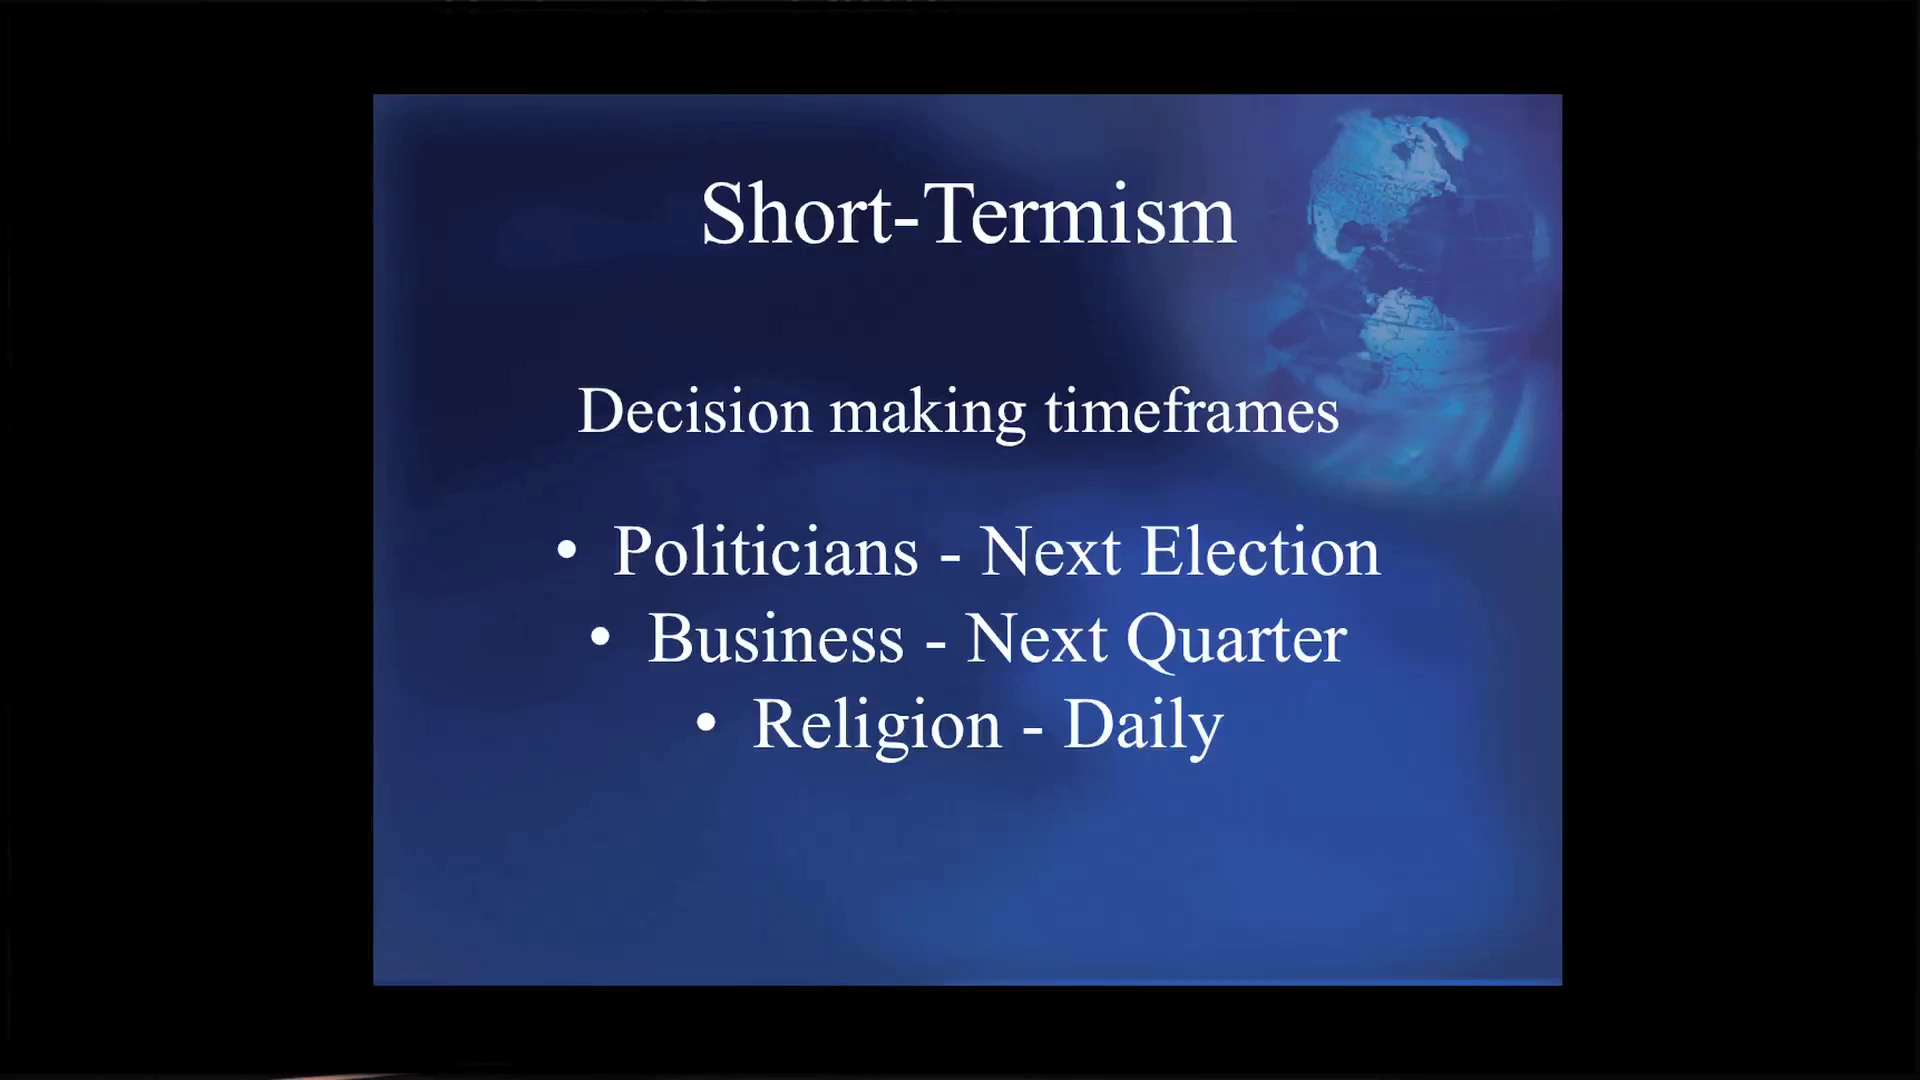 Short-Termism
Decision making timeframes
• Politicians - Next Election
• Business - Next Quarter
• Religion - Daily